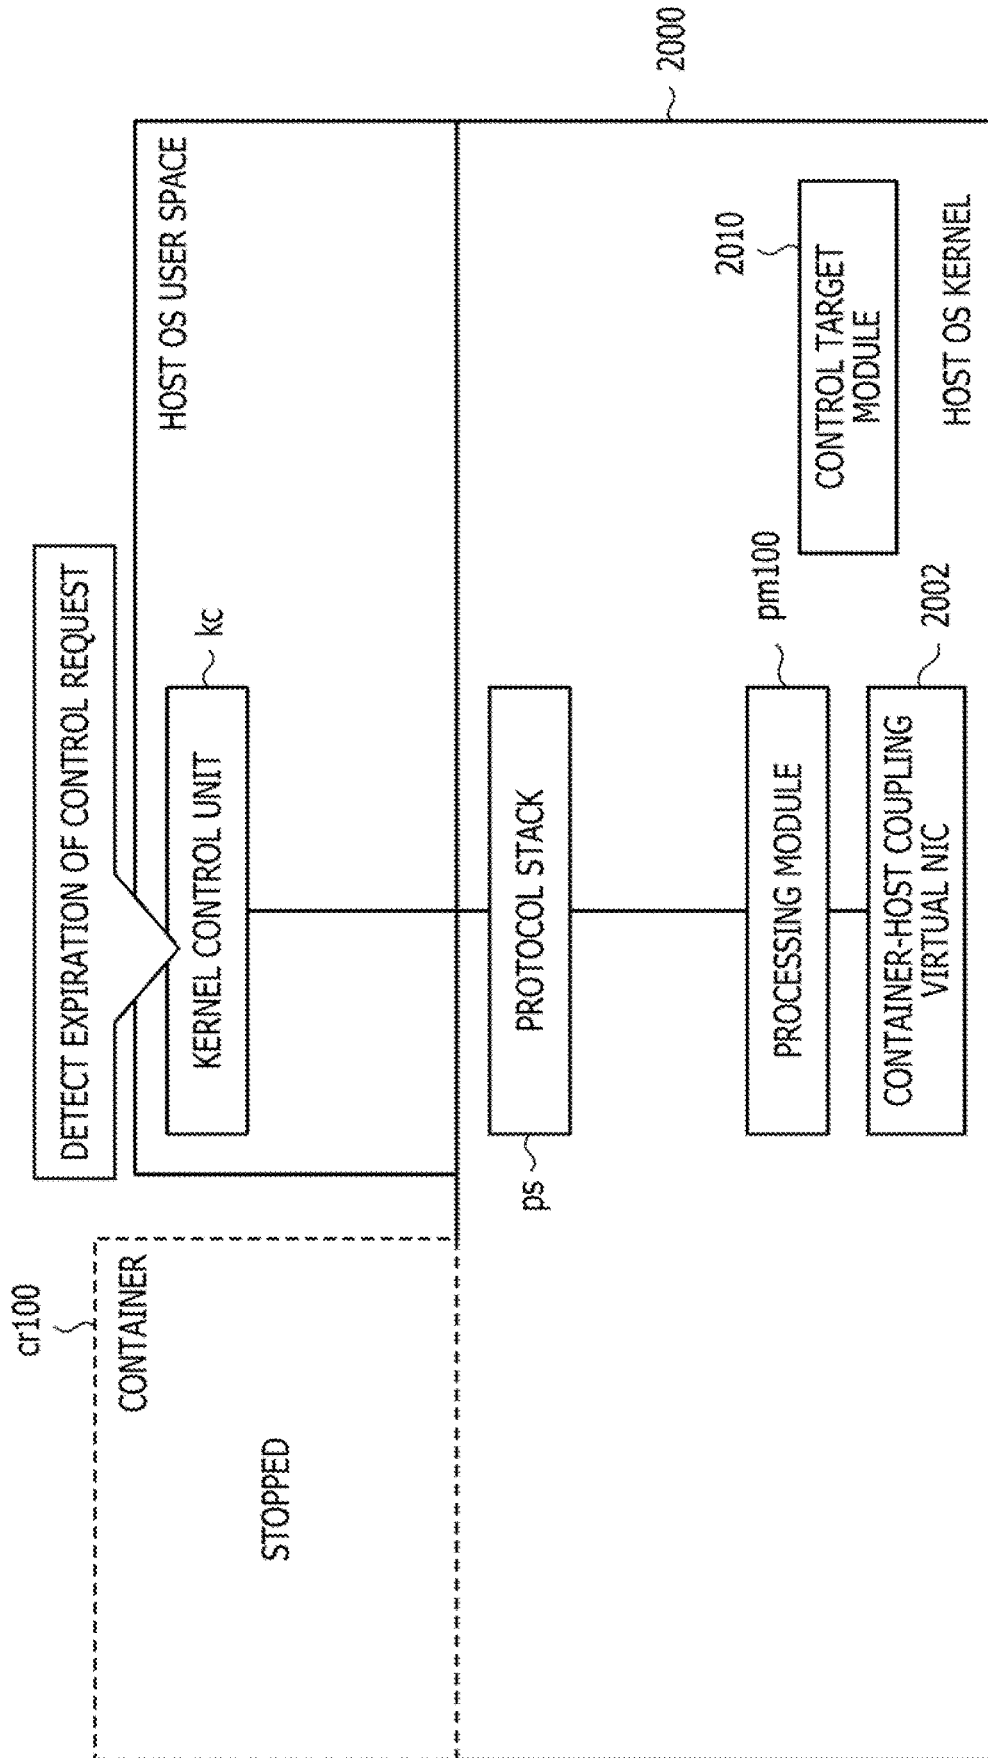 cr100
CONTAINER
STOPPED
DETECT EXPIRATION OF CONTROL REQUEST
HOST OS USER SPACE
KERNEL CONTROL UNIT
kc
2000
ps
PROTOCOL STACK
PROCESSING MODULE
pm100
CONTAINER-HOST COUPLING
VIRTUAL NIC
2002
2010
CONTROL TARGET
MODULE
HOST OS KERNEL